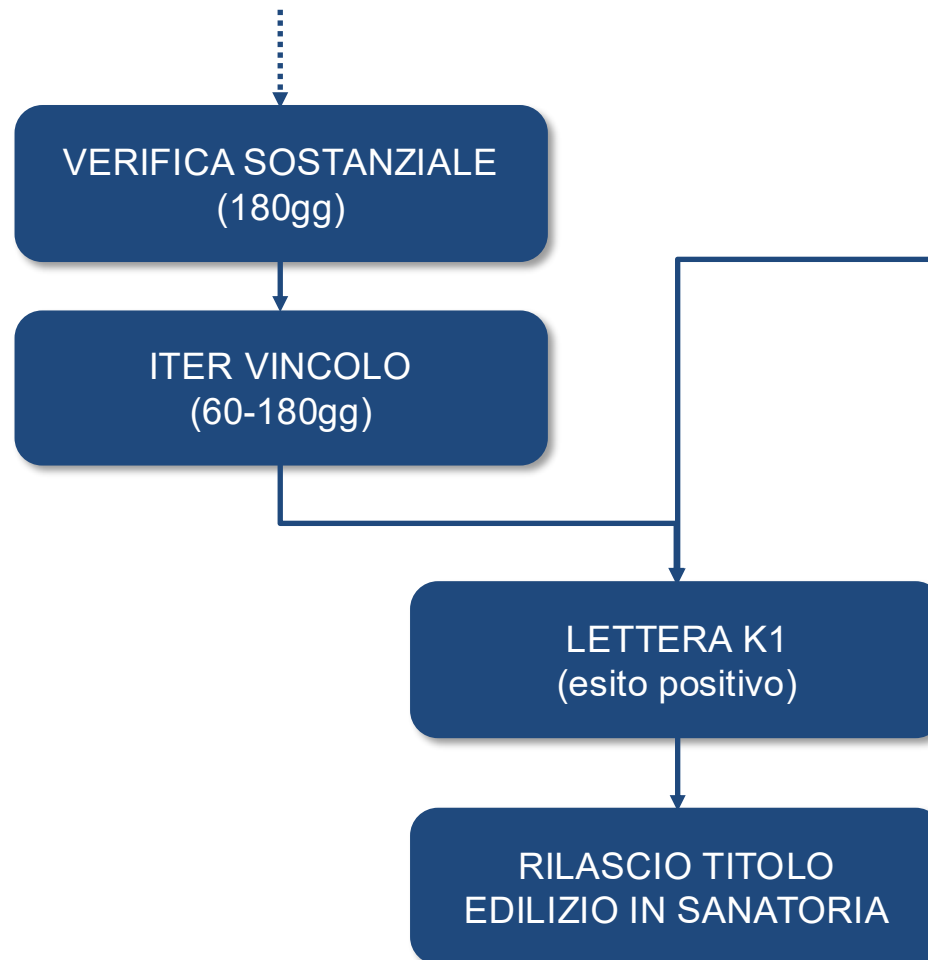 VERIFICA SOSTANZIALE
(180gg)
ITER VINCOLO
(60-180gg)
LETTERA K1
(esito positivo)
RILASCIO TITOLO
EDILIZIO IN SANATORIA